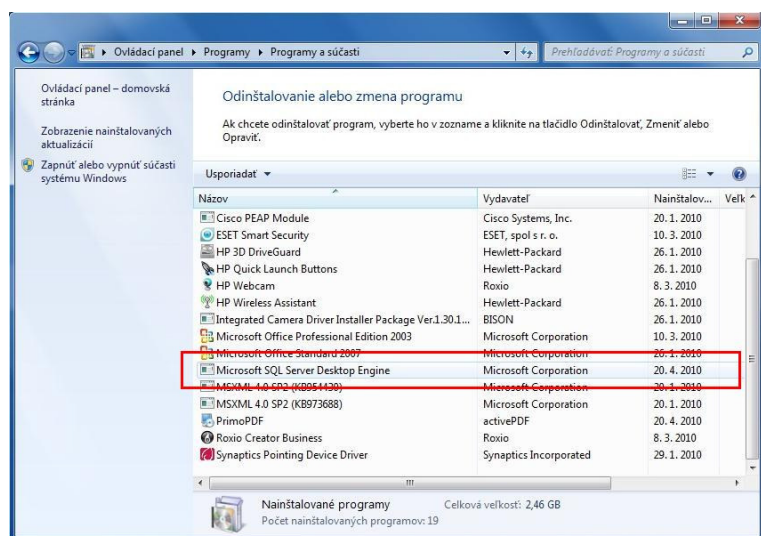 Ovládací panel ▸ Programy ▸ Programy a súčasti
Prehľadávať: Programy a súčasti
Ovládací panel – domovská
stránka
Zobrazenie nainštalovaných
aktualizácií
Zapnúť alebo vypnúť súčasti
systému Windows
Odinštalovanie alebo zmena programu
Ak chcete odinštalovať program, vyberte ho v zozname a kliknite na tlačidlo Odinštalovať, Zmeniť alebo
Opraviť.
Usporiadať
Názov Vydavateľ Nainštalov... Veľk
Cisco PEAP Module Cisco Systems, Inc. 20. 1. 2010
ESET Smart Security ESET, spol s r. o. 10. 3. 2010
HP 3D DriveGuard Hewlett-Packard 26. 1. 2010
HP Quick Launch Buttons Hewlett-Packard 26. 1. 2010
HP Webcam Roxio 8. 3. 2010
HP Wireless Assistant Hewlett-Packard 26. 1. 2010
Integrated Camera Driver Installer Package Ver.1.30.1... BISON 26. 1. 2010
Microsoft Office Professional Edition 2003 Microsoft Corporation 10. 3. 2010
Microsoft Office Standard 2007 Microsoft Corporation 26. 1. 2010
Microsoft SQL Server Desktop Engine Microsoft Corporation 20. 4. 2010
MSXML 4.0 SP2 (KB954430) Microsoft Corporation 20. 1. 2010
MSXML 4.0 SP2 (KB973688) Microsoft Corporation 20. 1. 2010
PrimoPDF activePDF 20. 4. 2010
Roxio Creator Business Roxio 8. 3. 2010
Synaptics Pointing Device Driver Synaptics Incorporated 29. 1. 2010
Nainštalované programy Celková veľkosť: 2,46 GB
Počet nainštalovaných programov: 19